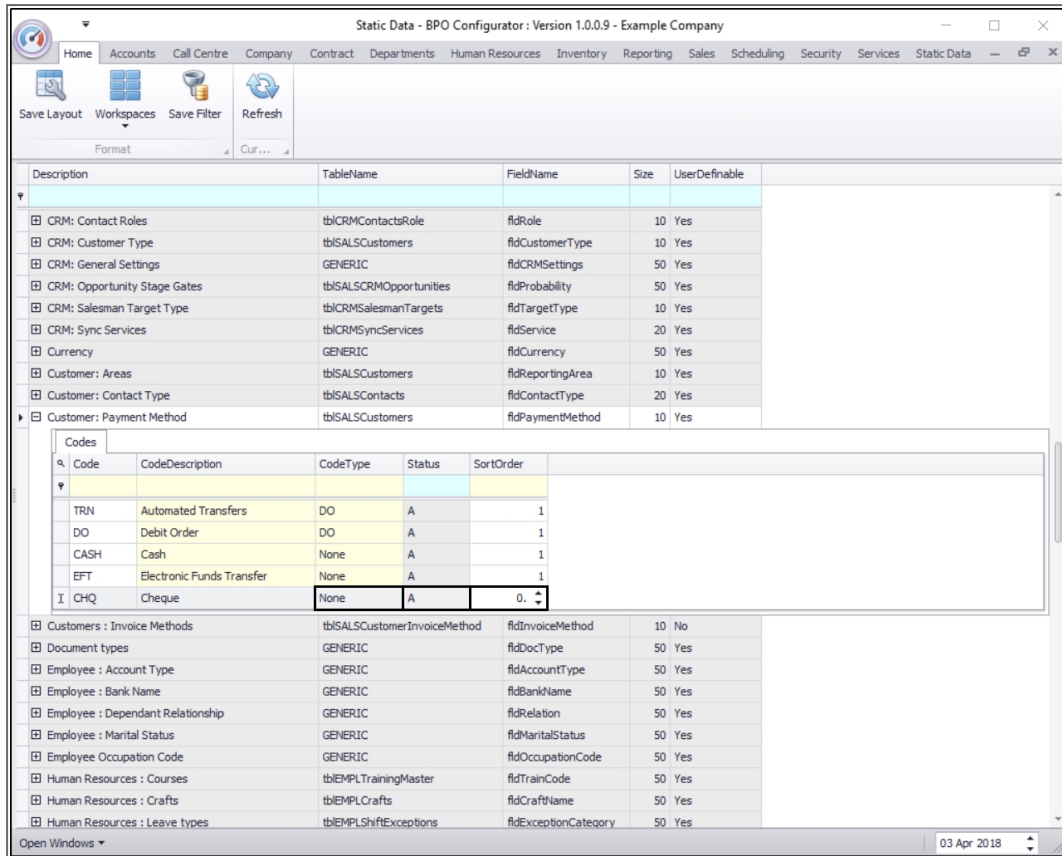 Static Data - BPO Configurator : Version 1.0.0.9 - Example Company
Home Accounts Call Centre Company Contract Departments Human Resources Inventory Reporting Sales Scheduling Security Services Static Data
Save Layout Workspaces Save Filter Refresh
Format Cur...
Description TableName FieldName Size UserDefinable
CRM: Contact Roles tblCRMContactsRole fldRole 10 Yes
CRM: Customer Type tblSALSCustomers fldCustomerType 10 Yes
CRM: General Settings GENERIC fldCRMSettings 50 Yes
CRM: Opportunity Stage Gates tblSALSCRMOpportunities fldProbability 50 Yes
CRM: Salesman Target Type tblCRMSalesmanTargets fldTargetType 10 Yes
CRM: Sync Services tblCRMSyncServices fldService 20 Yes
Currency GENERIC fldCurrency 50 Yes
Customer: Areas tblSALSCustomers fldReportingArea 10 Yes
Customer: Contact Type tblSALSContacts fldContactType 20 Yes
Customer: Payment Method tblSALSCustomers fldPaymentMethod 10 Yes
Codes
Code CodeDescription CodeType Status SortOrder
TRN Automated Transfers DO A 1
DO Debit Order DO A 1
CASH Cash None A 1
EFT Electronic Funds Transfer None A 1
CHQ Cheque None A 0.
Customers : Invoice Methods tblSALSCustomerInvoiceMethod fldInvoiceMethod 10 No
Document types GENERIC fldDocType 50 Yes
Employee : Account Type GENERIC fldAccountType 50 Yes
Employee : Bank Name GENERIC fldBankName 50 Yes
Employee : Dependant Relationship GENERIC fldRelation 50 Yes
Employee : Marital Status GENERIC fldMaritalStatus 50 Yes
Employee Occupation Code GENERIC fldOccupationCode 50 Yes
Human Resources : Courses tblEMPLTrainingMaster fldTrainCode 50 Yes
Human Resources : Crafts tblEMPLCrafts fldCraftName 50 Yes
Human Resources : Leave types tblEMPLShiftExceptions fldExceptionCategory 50 Yes
Open Windows 03 Apr 2018